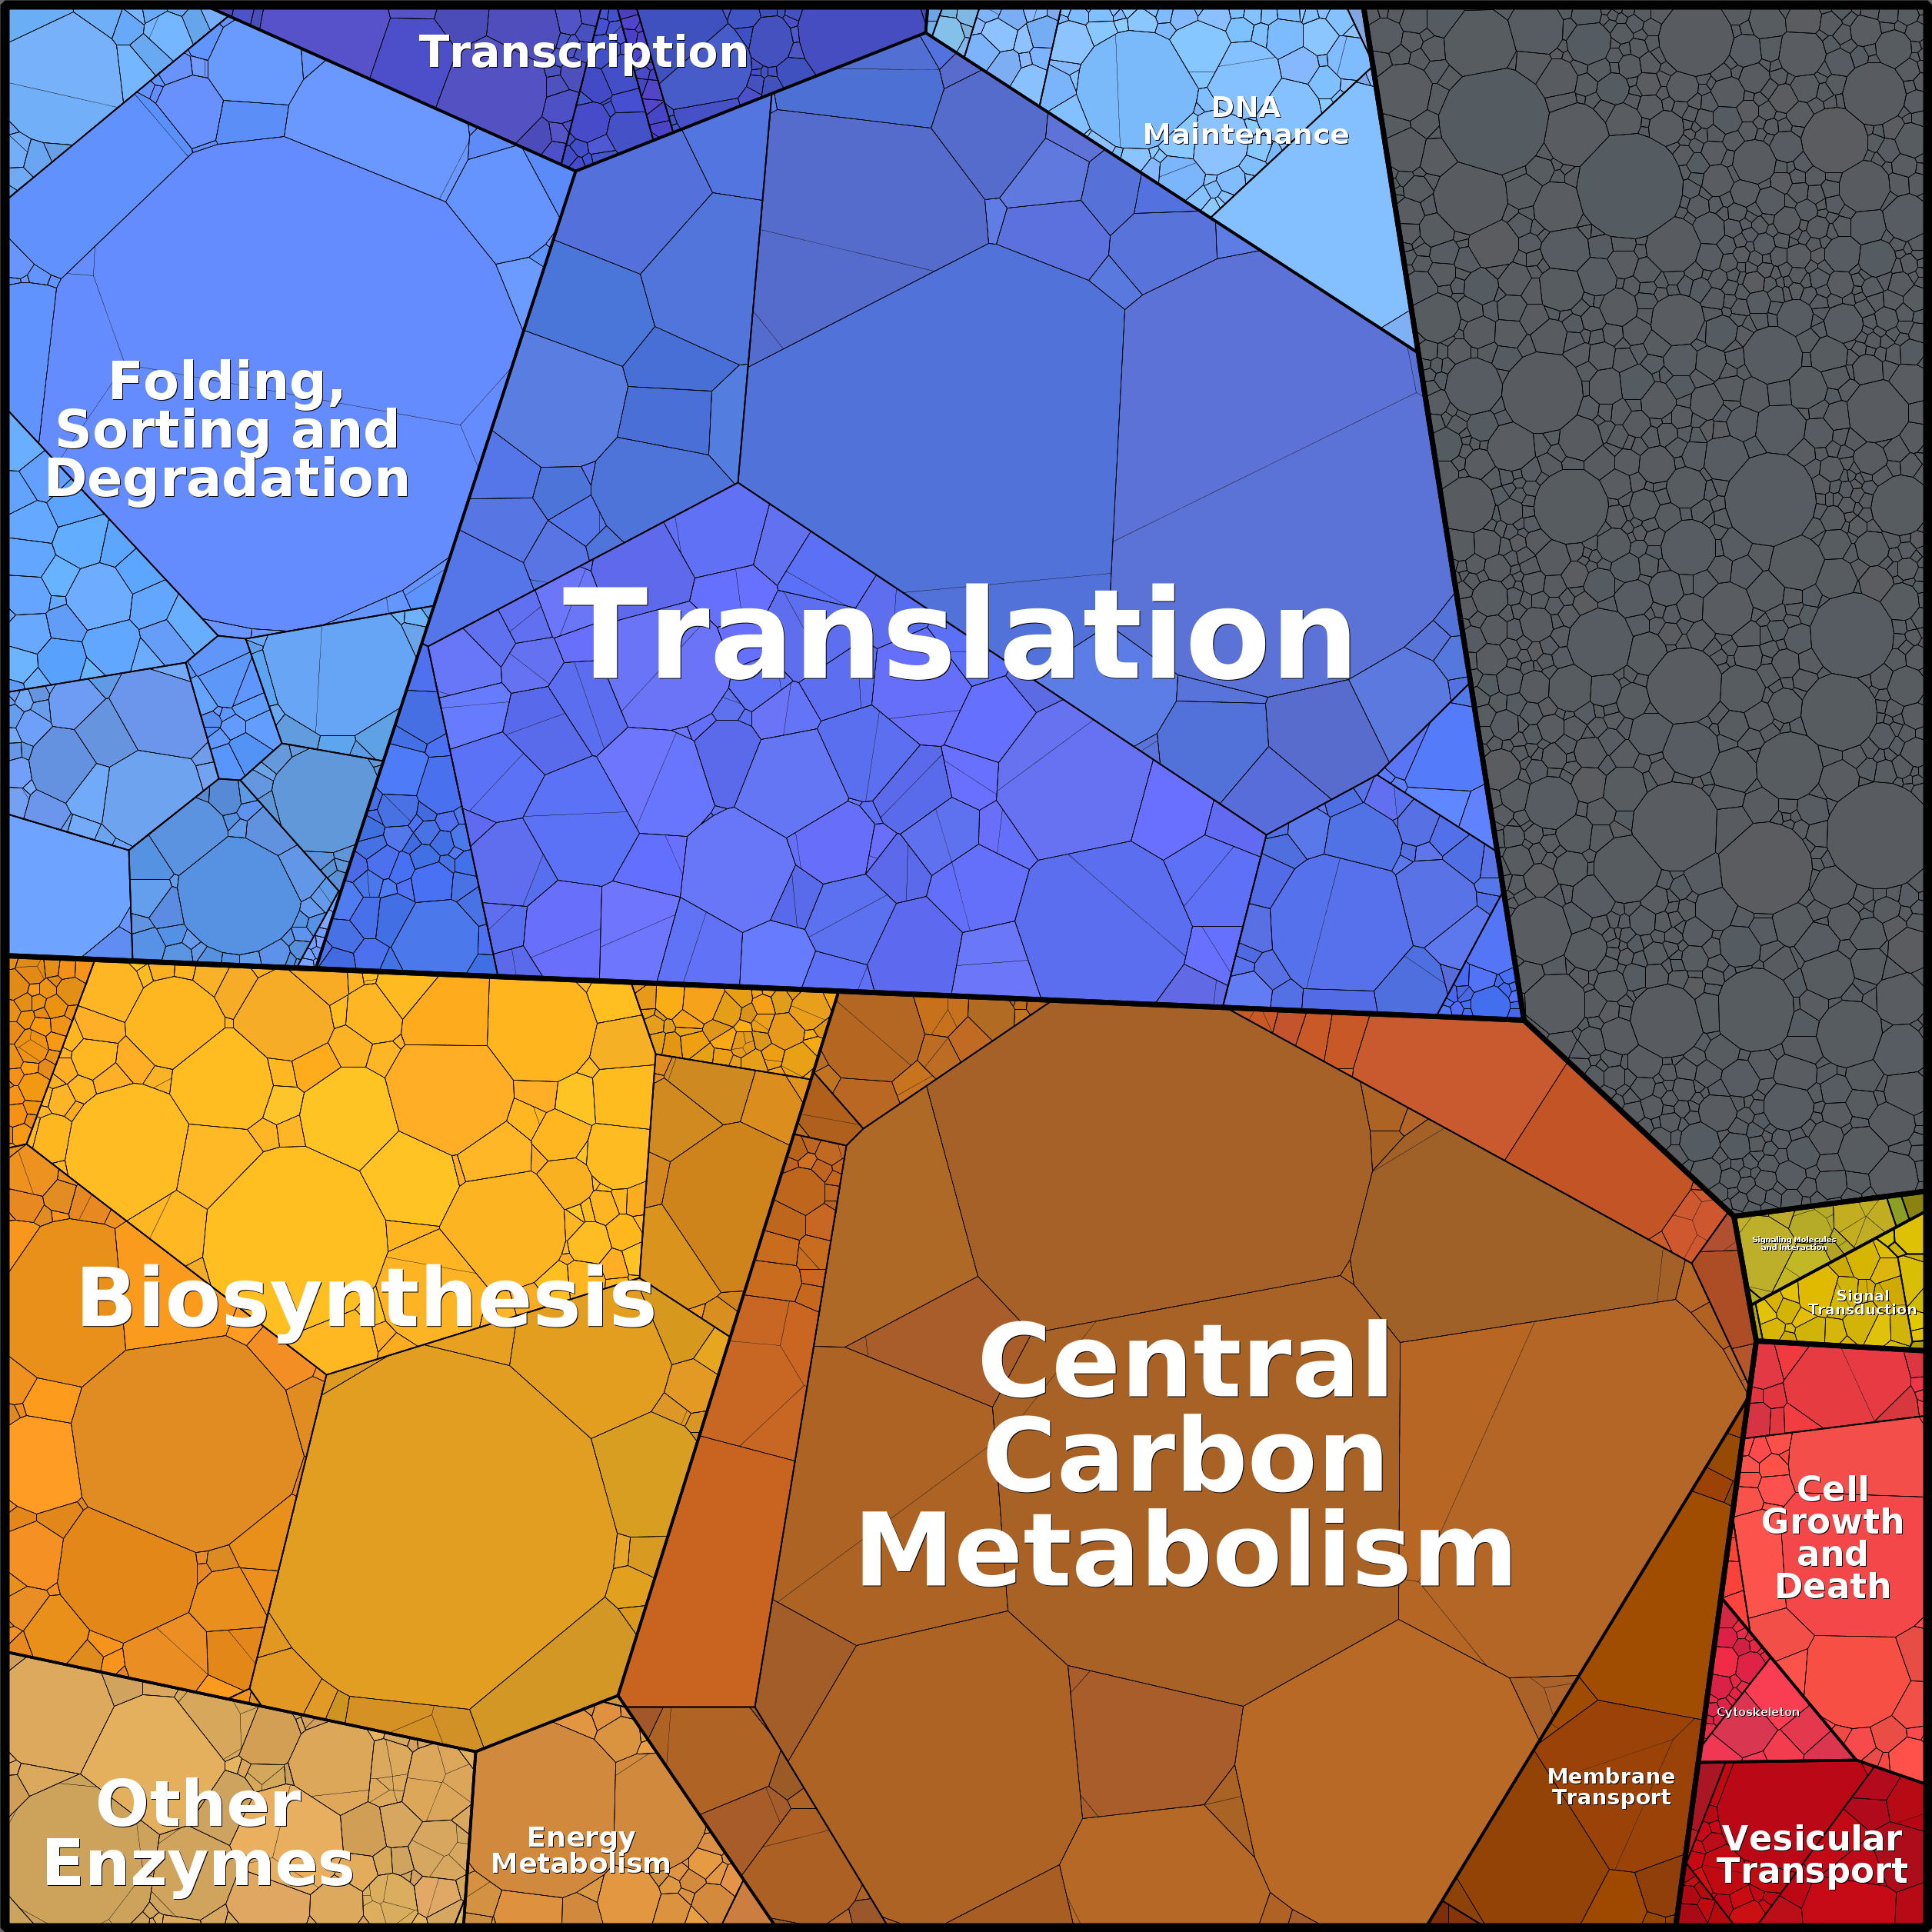 Transcription
DNA
Maintenance
Folding,
Sorting and
Degradation
Translation
Biosynthesis
Central
Carbon
Metabolism
Signaling Molecules
and Interaction
Signal
Transduction
Cell
Growth
and
Death
Cytoskeleton
Membrane
Transport
Vesicular
Transport
Other
Enzymes
Energy
Metabolism